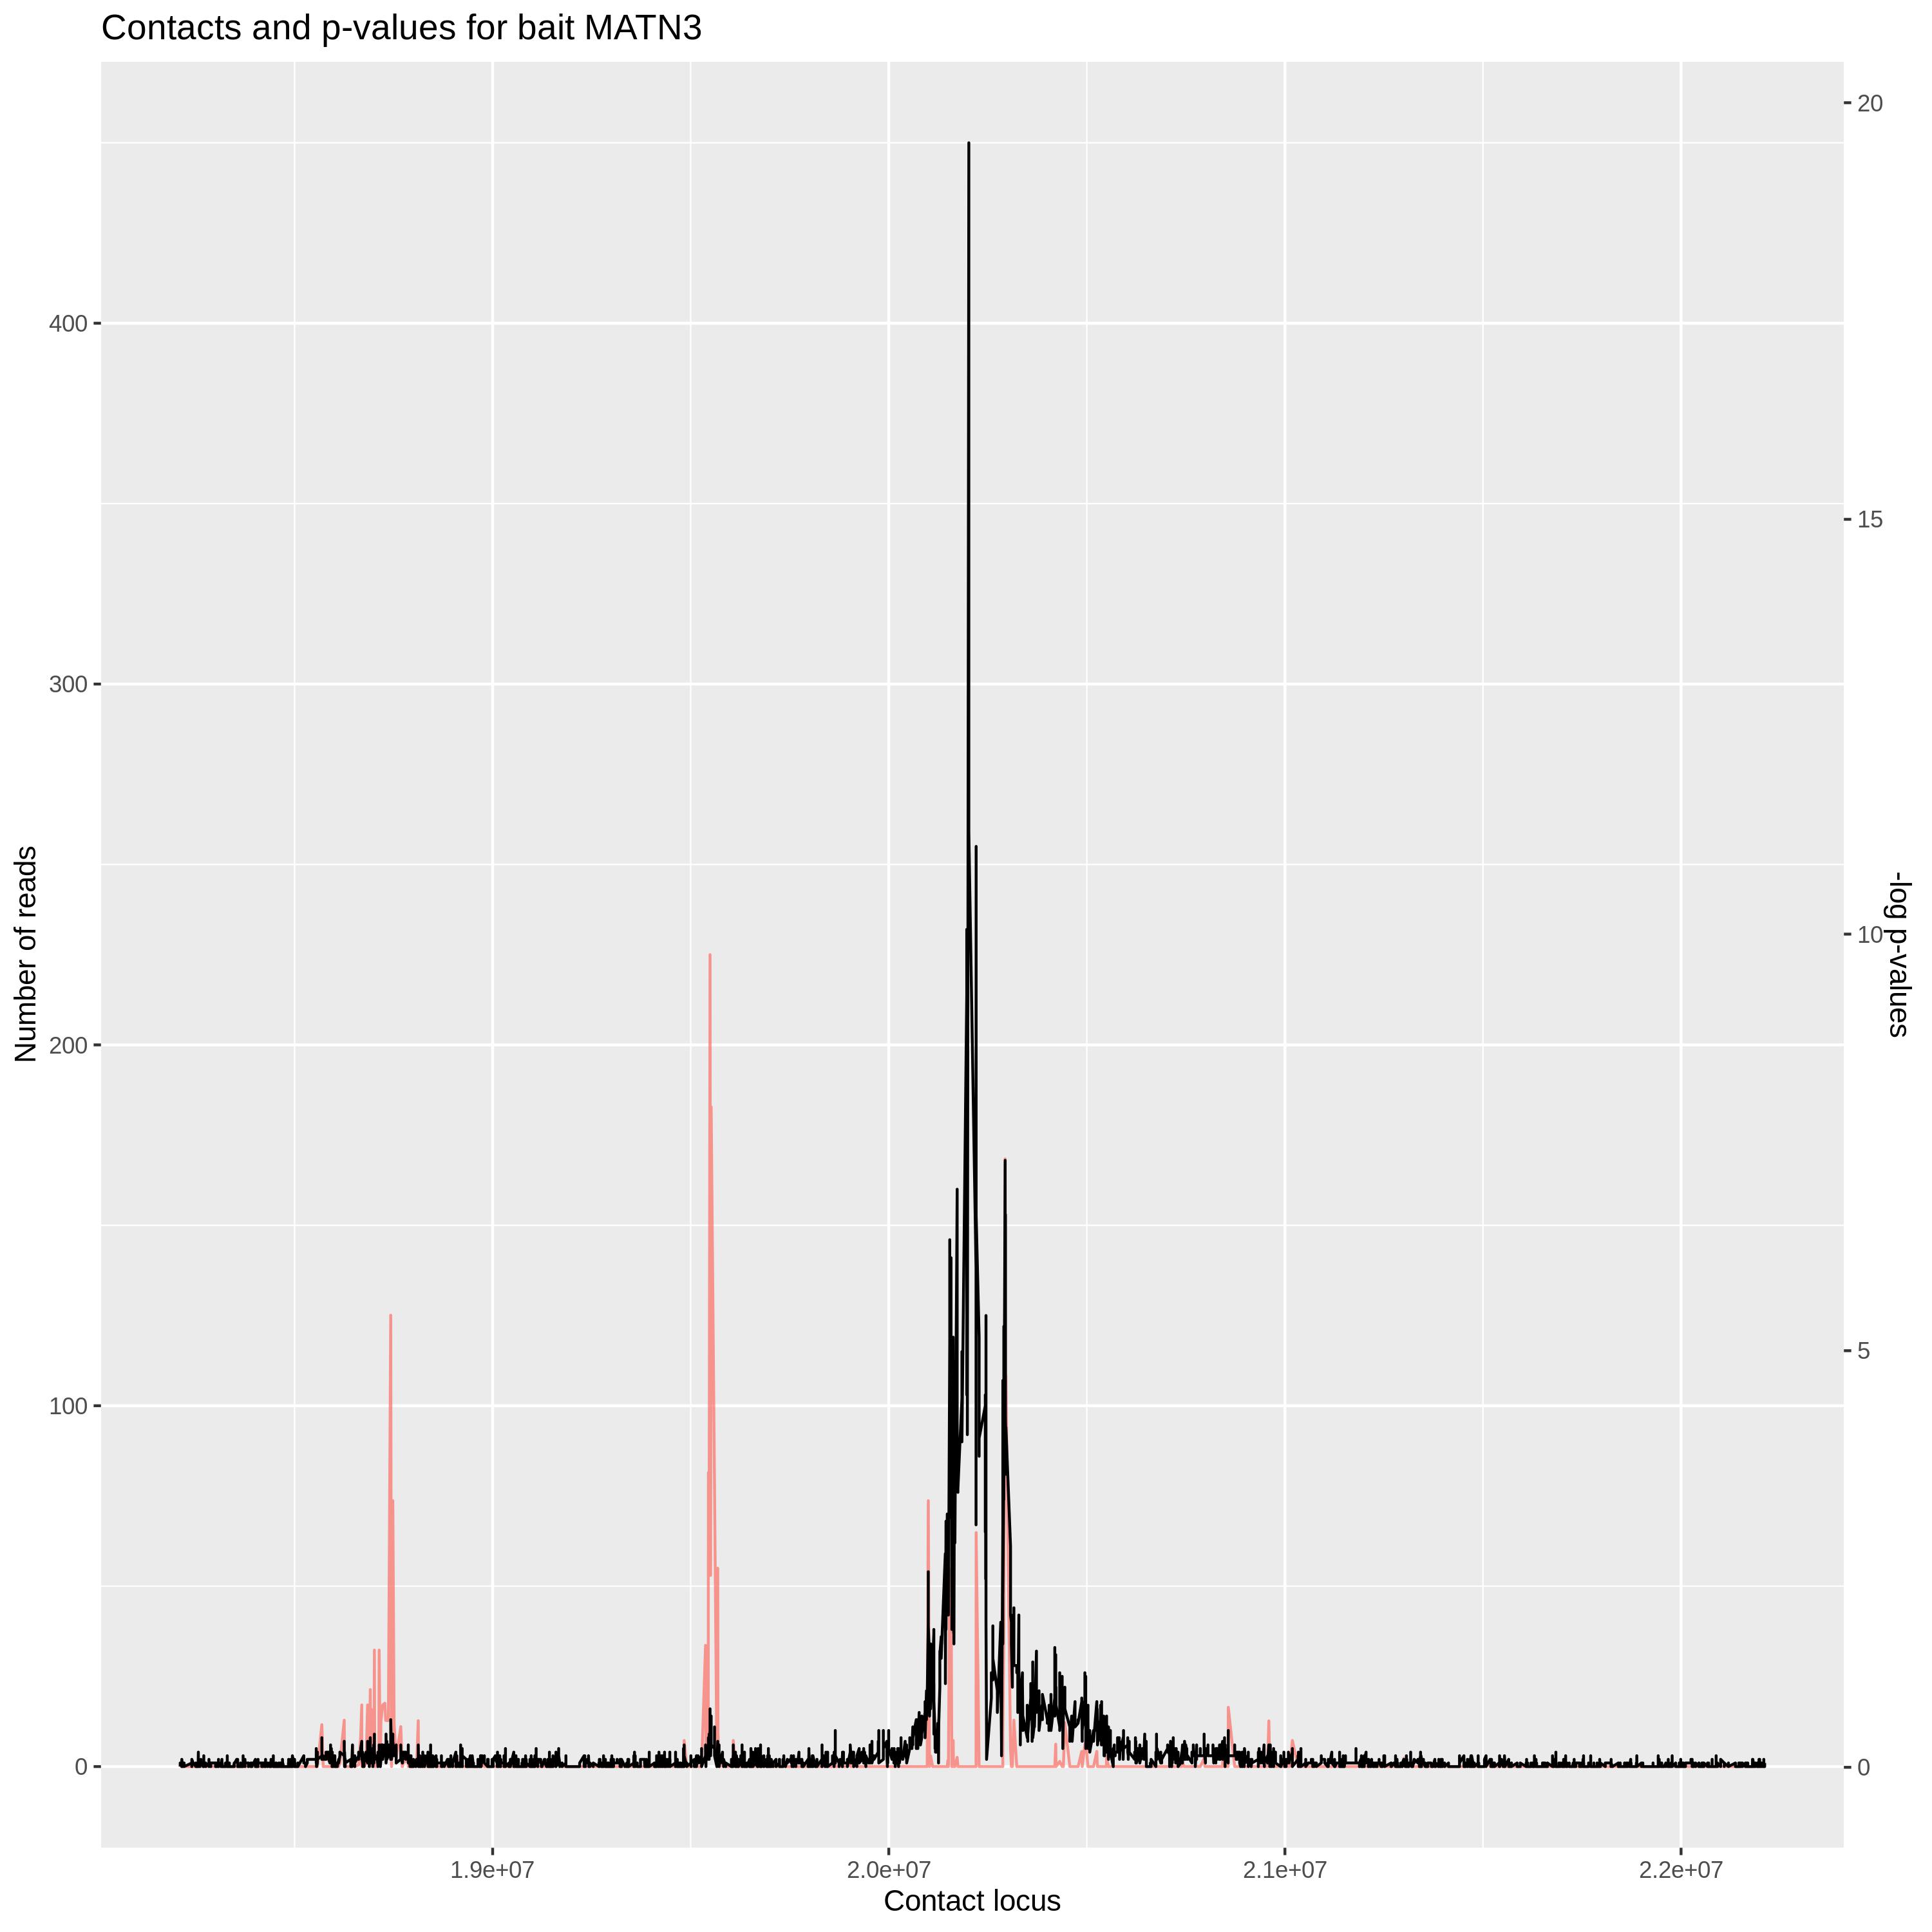 Contacts and p-values for bait MATN3
20
400
15
300
Number of reads
-log p-values
10
200
5
100
0
0
1.9e+07
2.0e+07
2.1e+07
2.2e+07
Contact locus